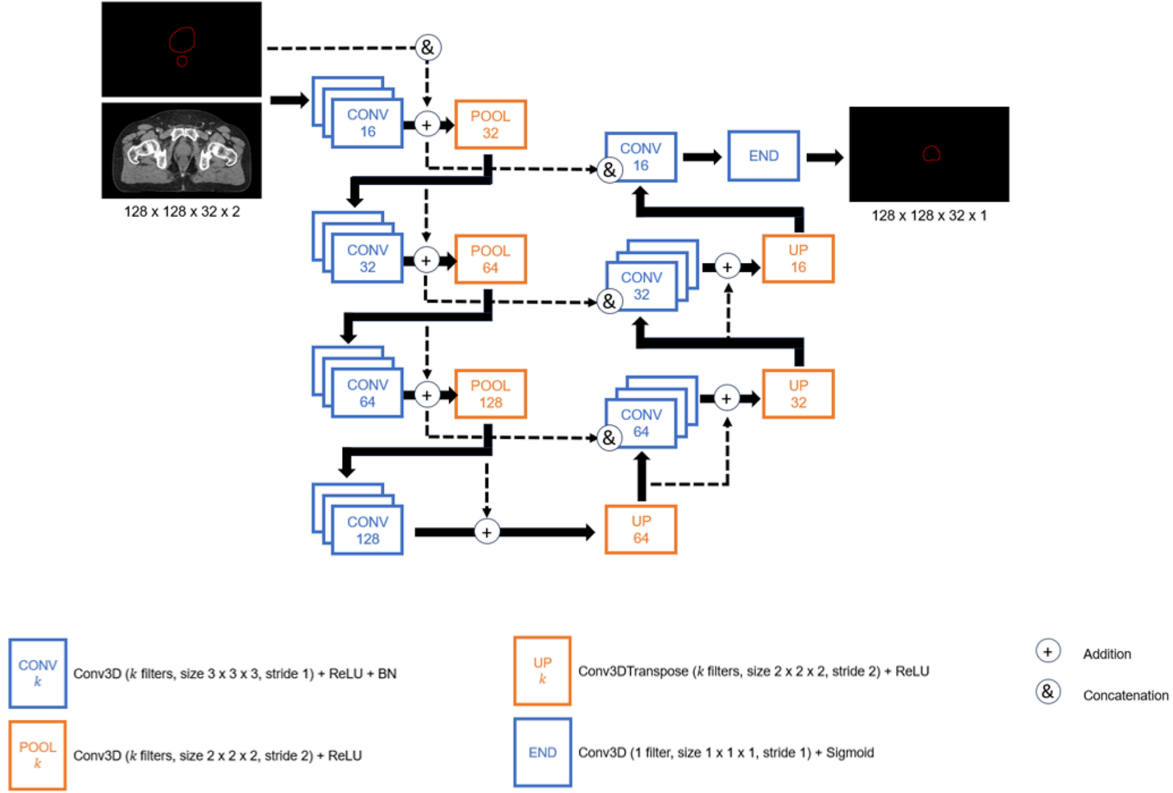 &
CONV
16
+
POOL
32
128 x 128 x 32 x 2
&
CONV
16
END
128 x 128 x 32 x 1
CONV
32
+
POOL
64
&
CONV
32
+
UP
16
CONV
64
+
POOL
128
&
CONV
64
+
UP
32
CONV
128
+
UP
64
CONV
k
Conv3D (k filters, size 3 x 3 x 3, stride 1) + ReLU + BN
UP
k
Conv3DTranspose (k filters, size 2 x 2 x 2, stride 2) + ReLU
+
Addition
&
Concatenation
POOL
k
Conv3D (k filters, size 2 x 2 x 2, stride 2) + ReLU
END
Conv3D (1 filter, size 1 x 1 x 1, stride 1) + Sigmoid